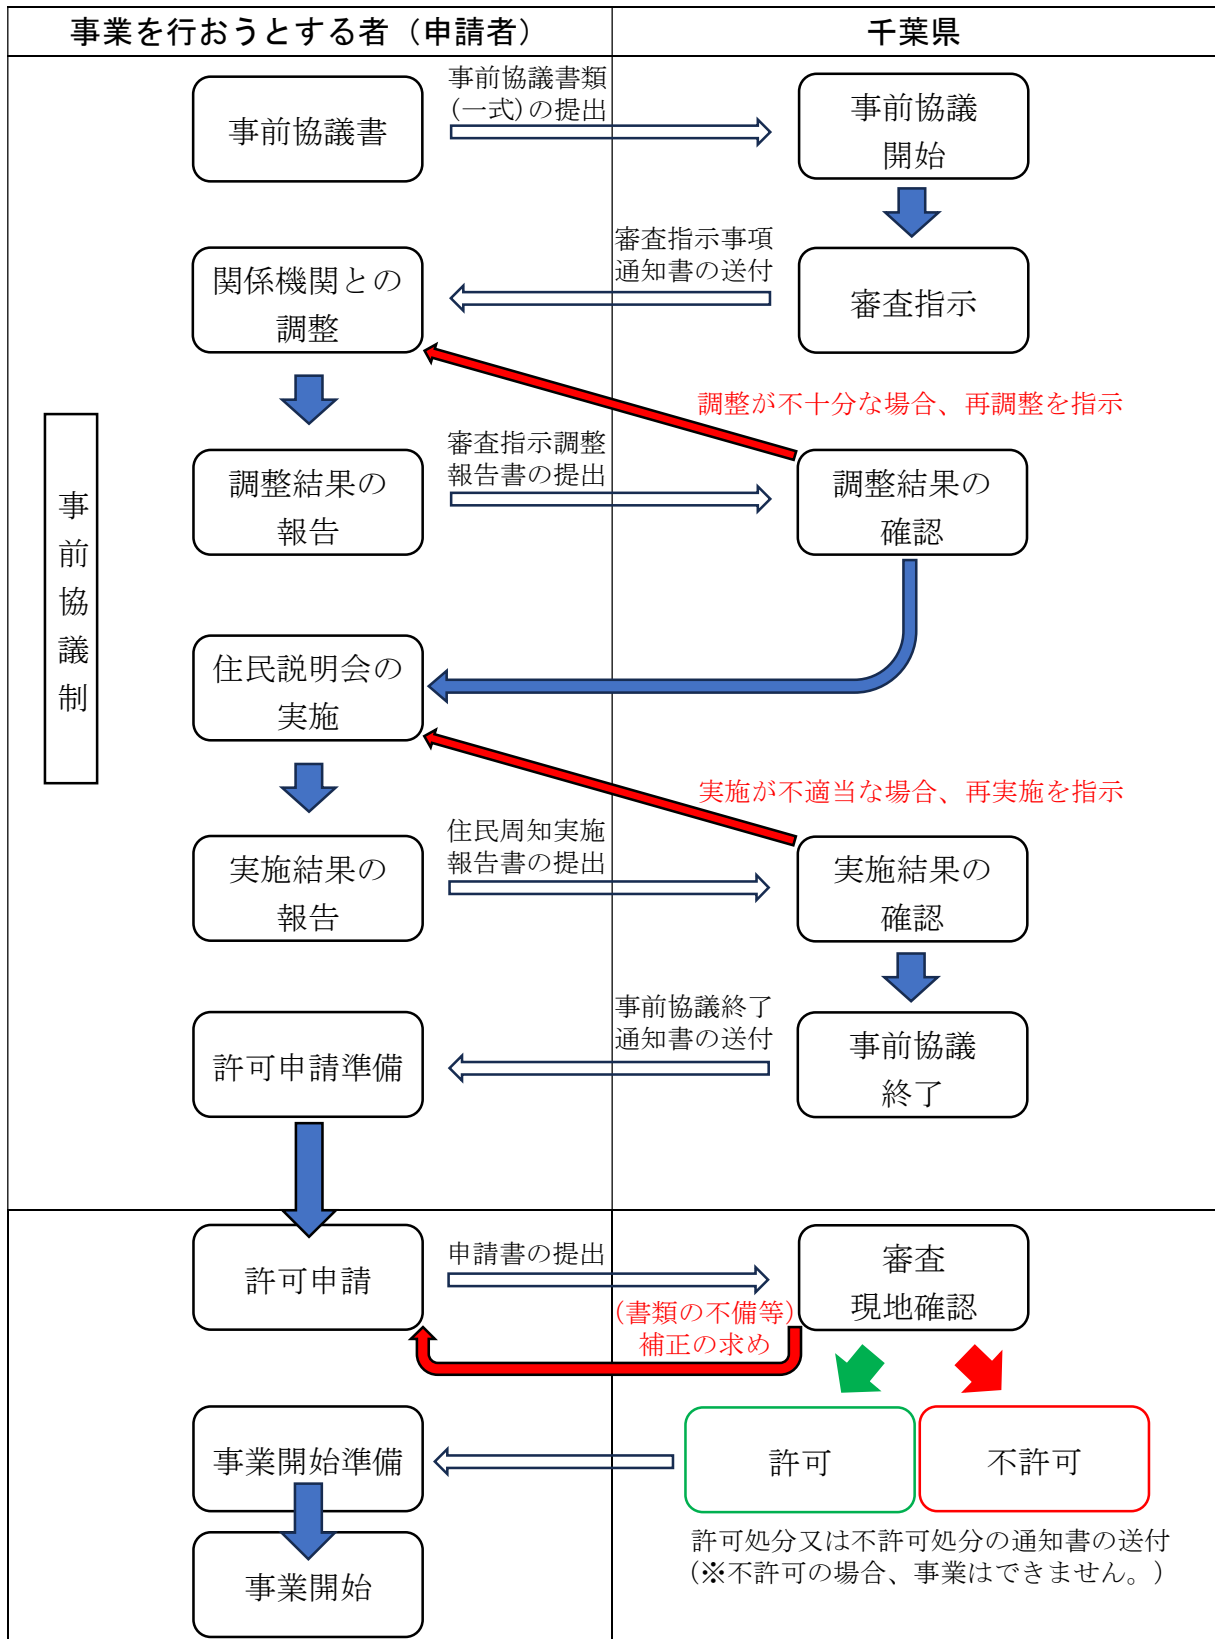 事業を行おうとする者（申請者）
千葉県
事前協議書
事前協議書類
(一式)の提出
事前協議
開始
審査指示事項
通知書の送付
関係機関との
調整
審査指示
調整が不十分な場合、再調整を指示
事前協議制
審査指示調整
報告書の提出
調整結果の
報告
調整結果の
確認
住民説明会の
実施
実施が不適当な場合、再実施を指示
住民周知実施
報告書の提出
実施結果の
報告
実施結果の
確認
事前協議終了
通知書の送付
許可申請準備
事前協議
終了
許可申請
申請書の提出
審査
現地確認
(書類の不備等)
補正の求め
事業開始準備
許可
不許可
許可処分又は不許可処分の通知書の送付
(※不許可の場合、事業はできません。)
事業開始